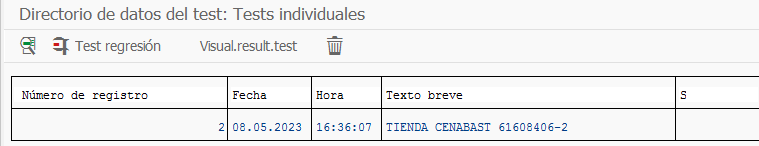 Directorio de datos del test: Tests individuales
Test regresión Visual.result.test
Número de registro Fecha Hora Texto breve S
2 08.05.2023 16:36:07 TIENDA CENABAST 61608406-2